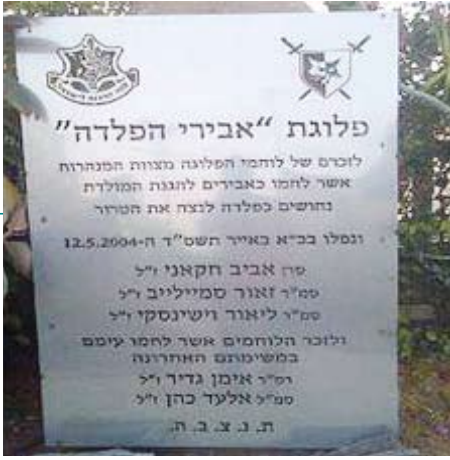 פלוגת "אבירי הפלדה"
לזכרם של לוחמי הפלוגה מצוות המנהרות
אשר לחמו כאבירים להגנת המולדת
נחושים כפלדה לנצח את הטרור
ונפלו בכ"א באייר תשס"ד ה-12.5.2004
סרן אביב חקאני ז"ל
סמ"ר זאור סמיילייב ז"ל
סמ"ר ליאור וישינסקי ז"ל
ולזכר הלוחמים אשר לחמו עימם
במשימתם האחרונה
רס"ר אימן גדיר ז"ל
סמל אלעד כהן ז"ל
ת. נ. צ. ב. ה.